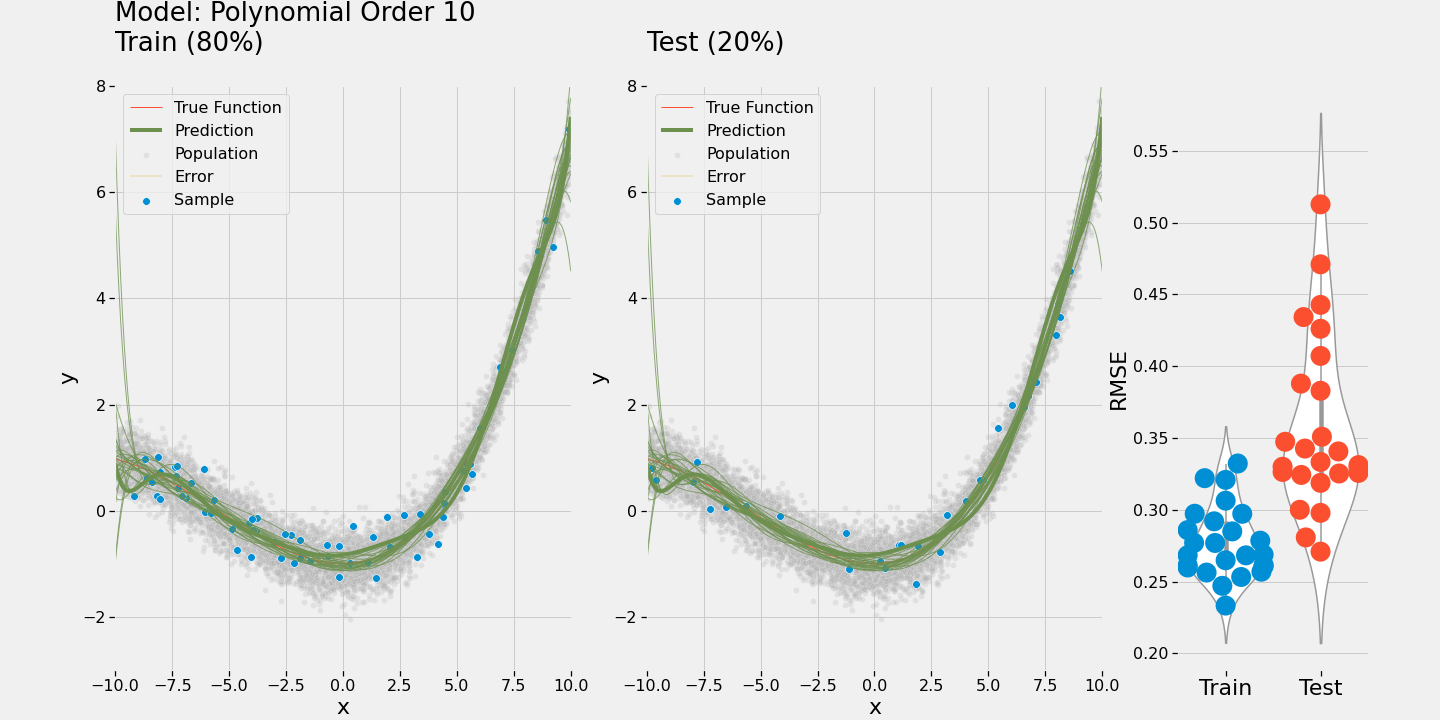 Model: Polynomial Order 10
Train (80%)
Test (20%)
8
6
4
2
0
−2
y
True Function
Prediction
Population
Error
Sample
−10.0 −7.5 −5.0 −2.5 0.0 2.5 5.0 7.5 10.0
x
8
6
4
2
0
−2
y
True Function
Prediction
Population
Error
Sample
−10.0 −7.5 −5.0 −2.5 0.0 2.5 5.0 7.5 10.0
x
0.55
0.50
0.45
0.40
0.35
0.30
0.25
0.20
RMSE
Train Test